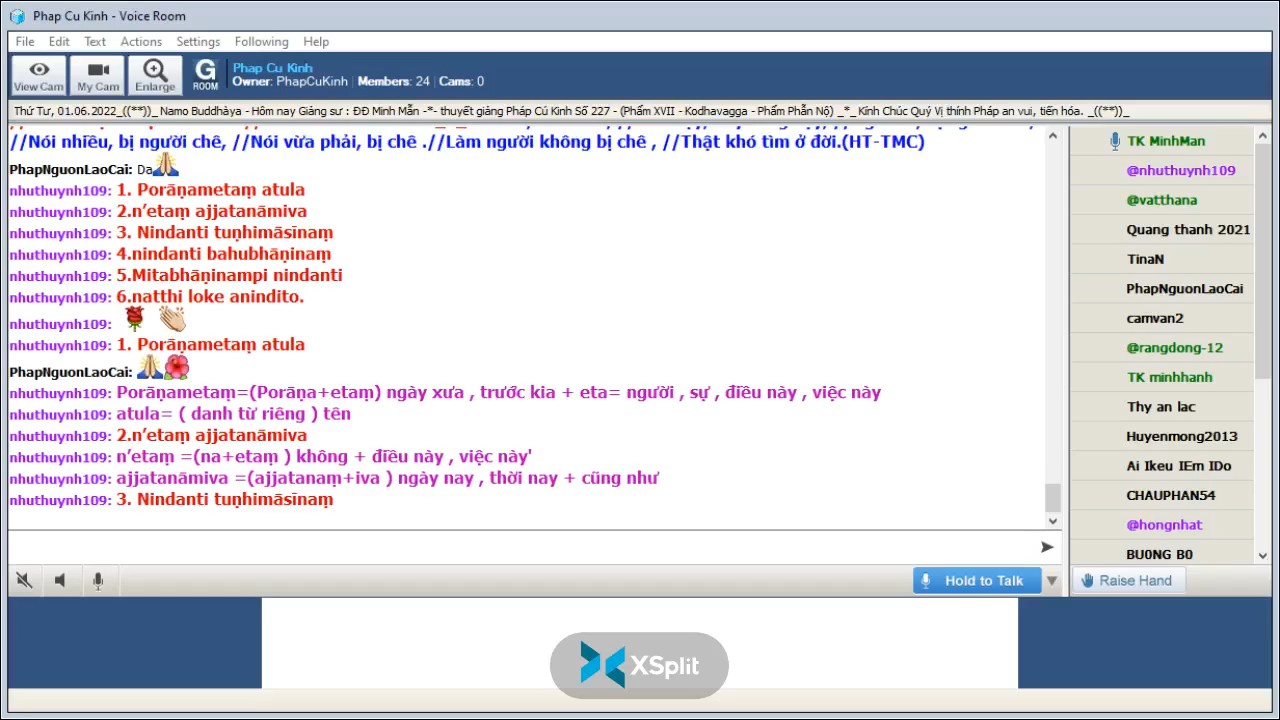 Phap Cu Kinh - Voice Room
File Edit Text Actions Settings Following Help
View Cam My Cam Enlarge G ROOM
Phap Cu Kinh
Owner: PhapCuKinh | Members: 24 | Cams: 0
Thứ Tư, 01.06.2022_((**))_ Namo Buddhàya - Hôm nay Giảng sư : ĐĐ Minh Mẫn -*- thuyết giảng Pháp Cú Kinh Số 227 - (Phẩm XVII - Kodhavagga - Phẩm Phẫn Nộ) _*_ Kính Chúc Quý Vị thính Pháp an vui, tiến hóa. _((**))_
//Nói nhiều, bị người chê, //Nói vừa phải, bị chê .//Làm người không bị chê , //Thật khó tìm ở đời.(HT-TMC)
PhapNguonLaoCai: Da
nhuthuynh109: 1. Porāṇametaṃ atula
nhuthuynh109: 2.n’etaṃ ajjatanāmiva
nhuthuynh109: 3. Nindanti tuṇhimāsīnaṃ
nhuthuynh109: 4.nindanti bahubhāṇinaṃ
nhuthuynh109: 5.Mitabhāṇinampi nindanti
nhuthuynh109: 6.natthi loke anindito.
nhuthuynh109:
nhuthuynh109: 1. Porāṇametaṃ atula
PhapNguonLaoCai:
nhuthuynh109: Porāṇametaṃ=(Porāṇa+etaṃ) ngày xưa , trước kia + eta= người , sự , điều này , việc này
nhuthuynh109: atula= ( danh từ riêng ) tên
nhuthuynh109: 2.n’etaṃ ajjatanāmiva
nhuthuynh109: n’etaṃ =(na+etaṃ ) không + điều này , việc này'
nhuthuynh109: ajjatanāmiva =(ajjatanaṃ+iva ) ngày nay , thời nay + cũng như
nhuthuynh109: 3. Nindanti tuṇhimāsīnaṃ
TK MinhMan
@nhuthuynh109
@vatthana
Quang thanh 2021
TinaN
PhapNguonLaoCai
camvan2
@rangdong-12
TK minhhanh
Thy an lac
Huyenmong2013
Ai Ikeu IEm IDo
CHAUPHAN54
@hongnhat
BU0NG B0
Hold to Talk
Raise Hand
XSplit